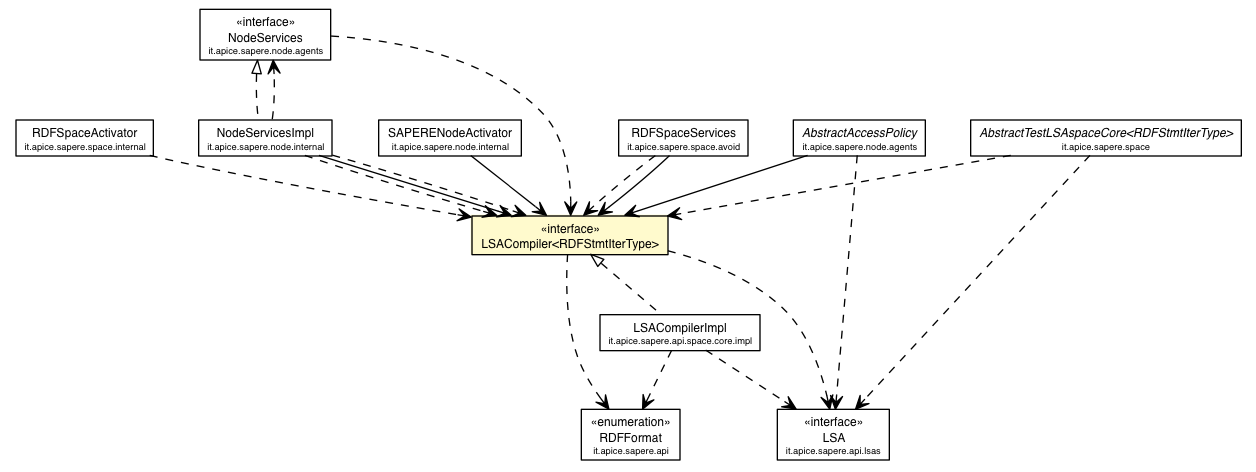 «interface»
NodeServices
it.apice.sapere.node.agents
RDFSpaceActivator
it.apice.sapere.space.internal
NodeServicesImpl
it.apice.sapere.node.internal
SAPERENodeActivator
it.apice.sapere.node.internal
RDFSpaceServices
it.apice.sapere.space.avoid
AbstractAccessPolicy
it.apice.sapere.node.agents
AbstractTestLSAspaceCore<RDFStmtIterType>
it.apice.sapere.space
«interface»
LSACompiler<RDFStmtIterType>
LSACompilerImpl
it.apice.sapere.api.space.core.impl
«enumeration»
RDFFormat
it.apice.sapere.api
«interface»
LSA
it.apice.sapere.api.lsas